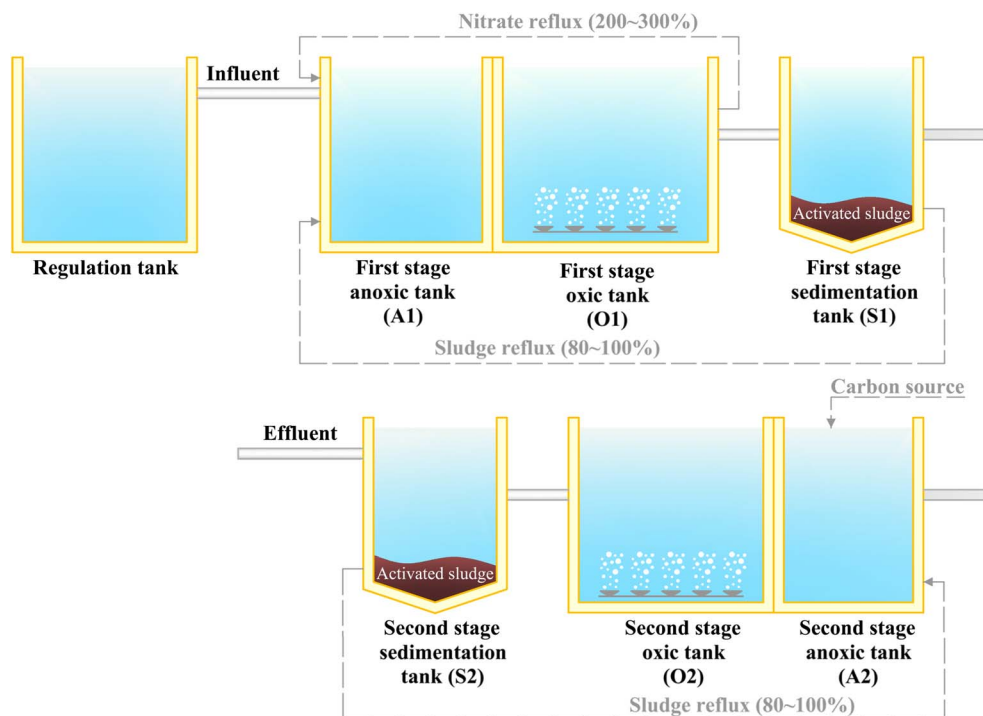 Nitrate reflux (200~300%)
Influent
Activated sludge
Regulation tank
First stage
anoxic tank
(A1)
First stage
oxic tank
(O1)
First stage
sedimentation
tank (S1)
Sludge reflux (80~100%)
Carbon source
Effluent
Activated sludge
Second stage
sedimentation
tank (S2)
Second stage
oxic tank
(O2)
Second stage
anoxic tank
(A2)
Sludge reflux (80~100%)